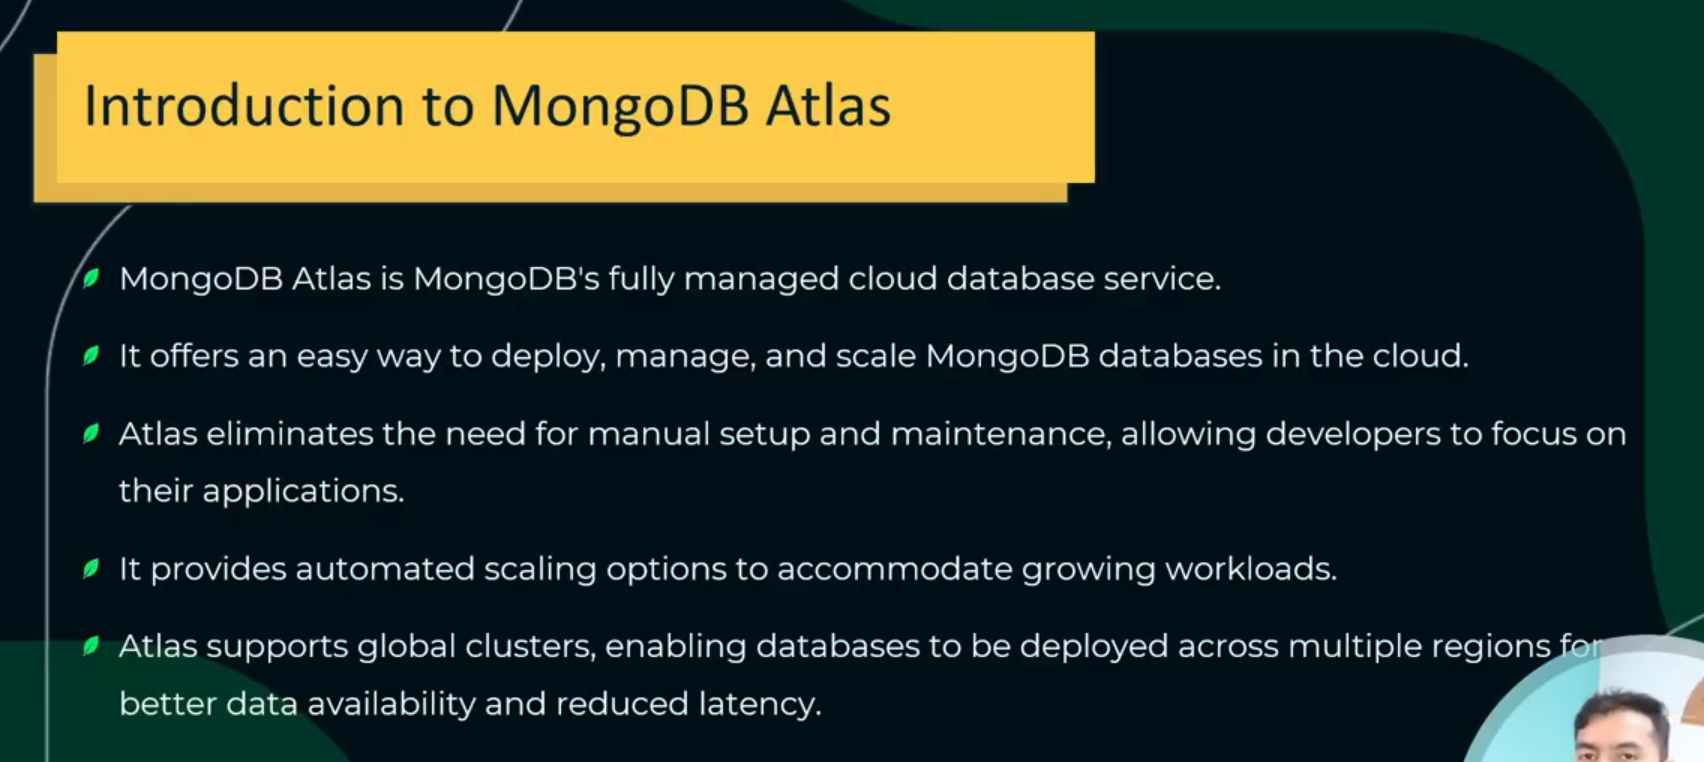 Introduction to MongoDB Atlas
MongoDB Atlas is MongoDB's fully managed cloud database service.
It offers an easy way to deploy, manage, and scale MongoDB databases in the cloud.
Atlas eliminates the need for manual setup and maintenance, allowing developers to focus on
their applications.
It provides automated scaling options to accommodate growing workloads.
Atlas supports global clusters, enabling databases to be deployed across multiple regions for
better data availability and reduced latency.